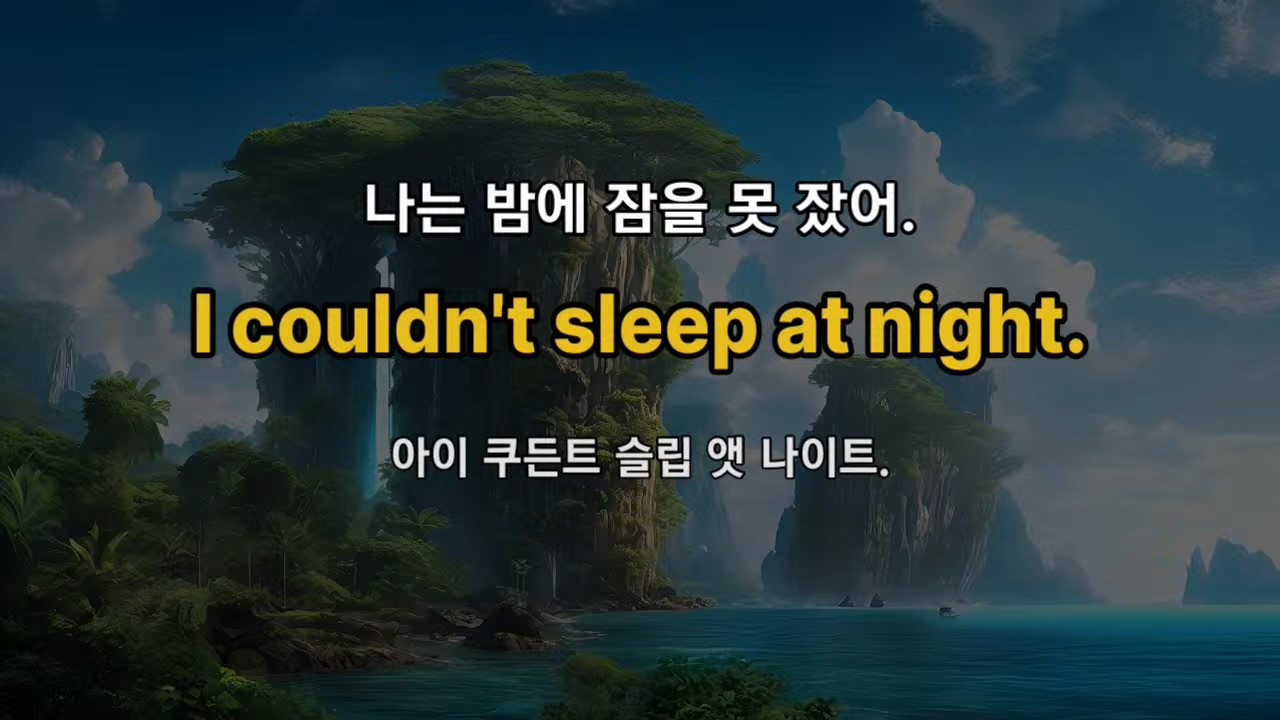 나는 밤에 잠을 못 잤어.
I couldn't sleep at night.
아이 쿠든트 슬립 앳 나이트.